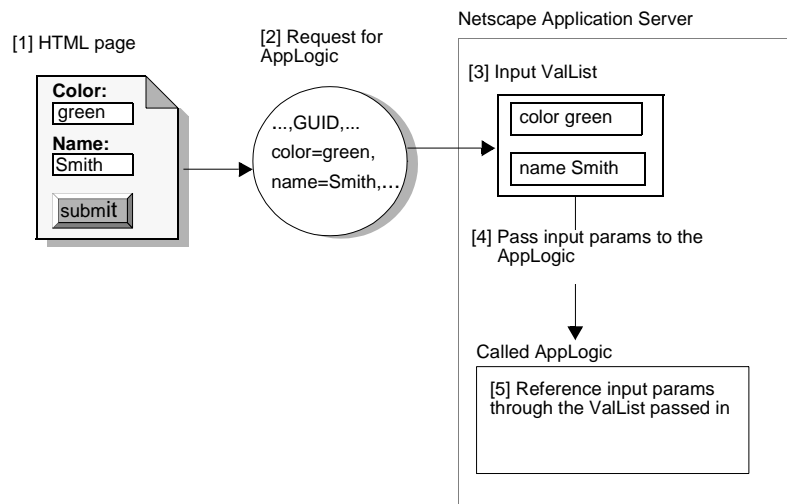 Netscape Application Server
[1] HTML page
Color:
green
Name:
Smith
submit
[2] Request for
AppLogic
...,GUID,...
color=green,
name=Smith,...
[3] Input ValList
color green
name Smith
[4] Pass input params to the
AppLogic
Called AppLogic
[5] Reference input params
through the ValList passed in